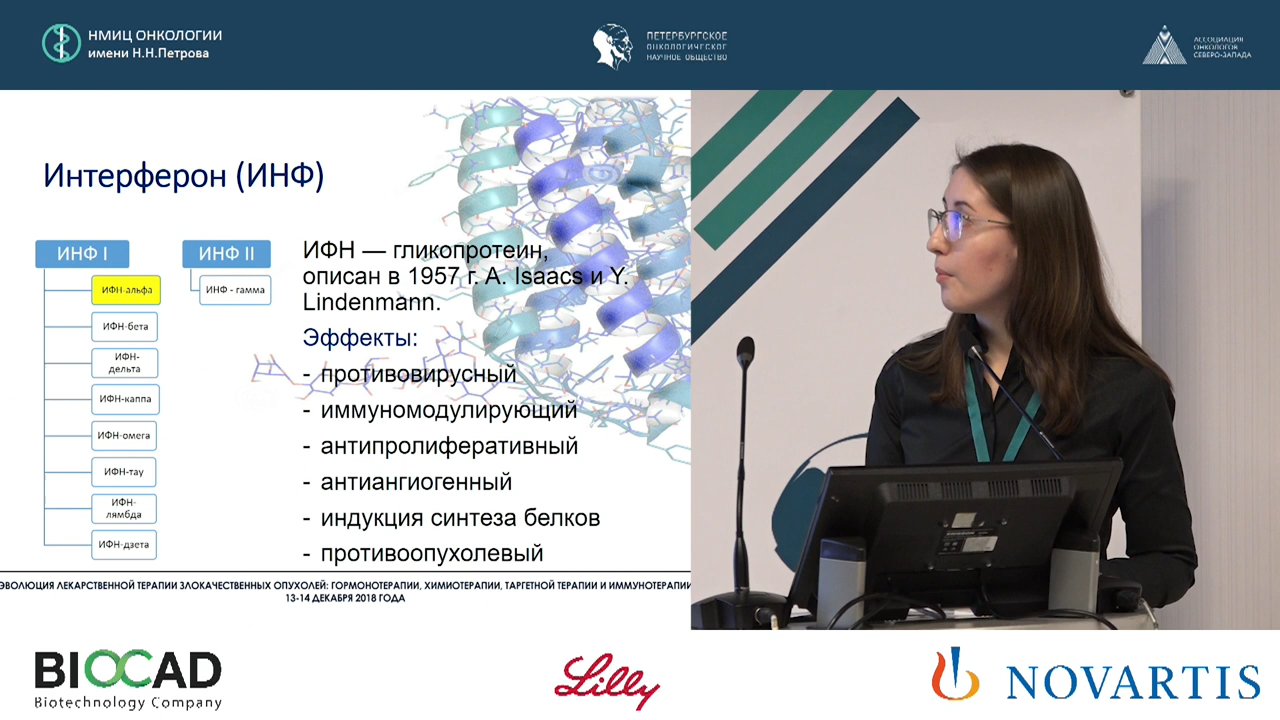 НМИЦ ОНКОЛОГИИ
имени Н.Н.Петрова
ПЕТЕРБУРГСКОЕ
ОНКОЛОГИЧЕСКОЕ
НАУЧНОЕ ОБЩЕСТВО
АССОЦИАЦИЯ
ОНКОЛОГОВ
СЕВЕРО-ЗАПАДА
Интерферон (ИНФ)
ИНФ I
ИФН-альфа
ИФН-бета
ИФН-
дельта
ИФН-каппа
ИФН-омега
ИФН-тау
ИФН-
лямбда
ИФН-дзета
ИНФ II
ИНФ - гамма
ИФН — гликопротеин,
описан в 1957 г. A. Isaacs и Y.
Lindenmann.
Эффекты:
- противовирусный
- иммуномодулирующий
- антипролиферативный
- антиангиогенный
- индукция синтеза белков
- противоопухолевый
ЭВОЛЮЦИЯ ЛЕКАРСТВЕННОЙ ТЕРАПИИ ЗЛОКАЧЕСТВЕННЫХ ОПУХОЛЕЙ: ГОРМОНОТЕРАПИИ, ХИМИОТЕРАПИИ, ТАРГЕТНОЙ ТЕРАПИИ И ИММУНОТЕРАПИИ
13-14 ДЕКАБРЯ 2018 ГОДА
BIOCAD
Biotechnology Company
Lilly
NOVARTIS